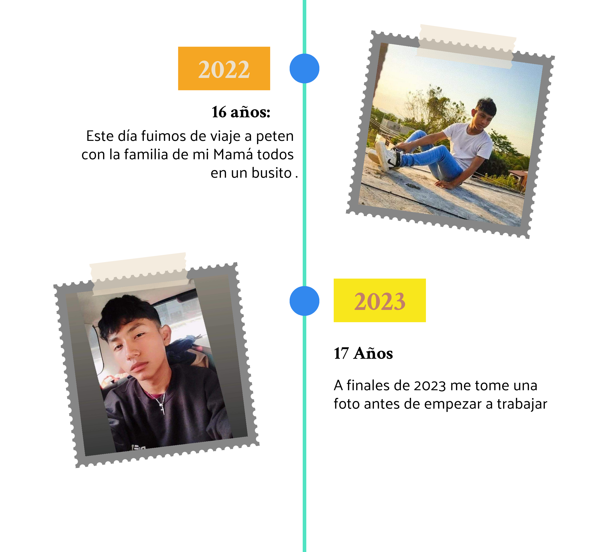 2022
16 años:
Este día fuimos de viaje a peten
con la familia de mi Mamá todos
en un busito .
2023
17 Años
A finales de 2023 me tome una
foto antes de empezar a trabajar